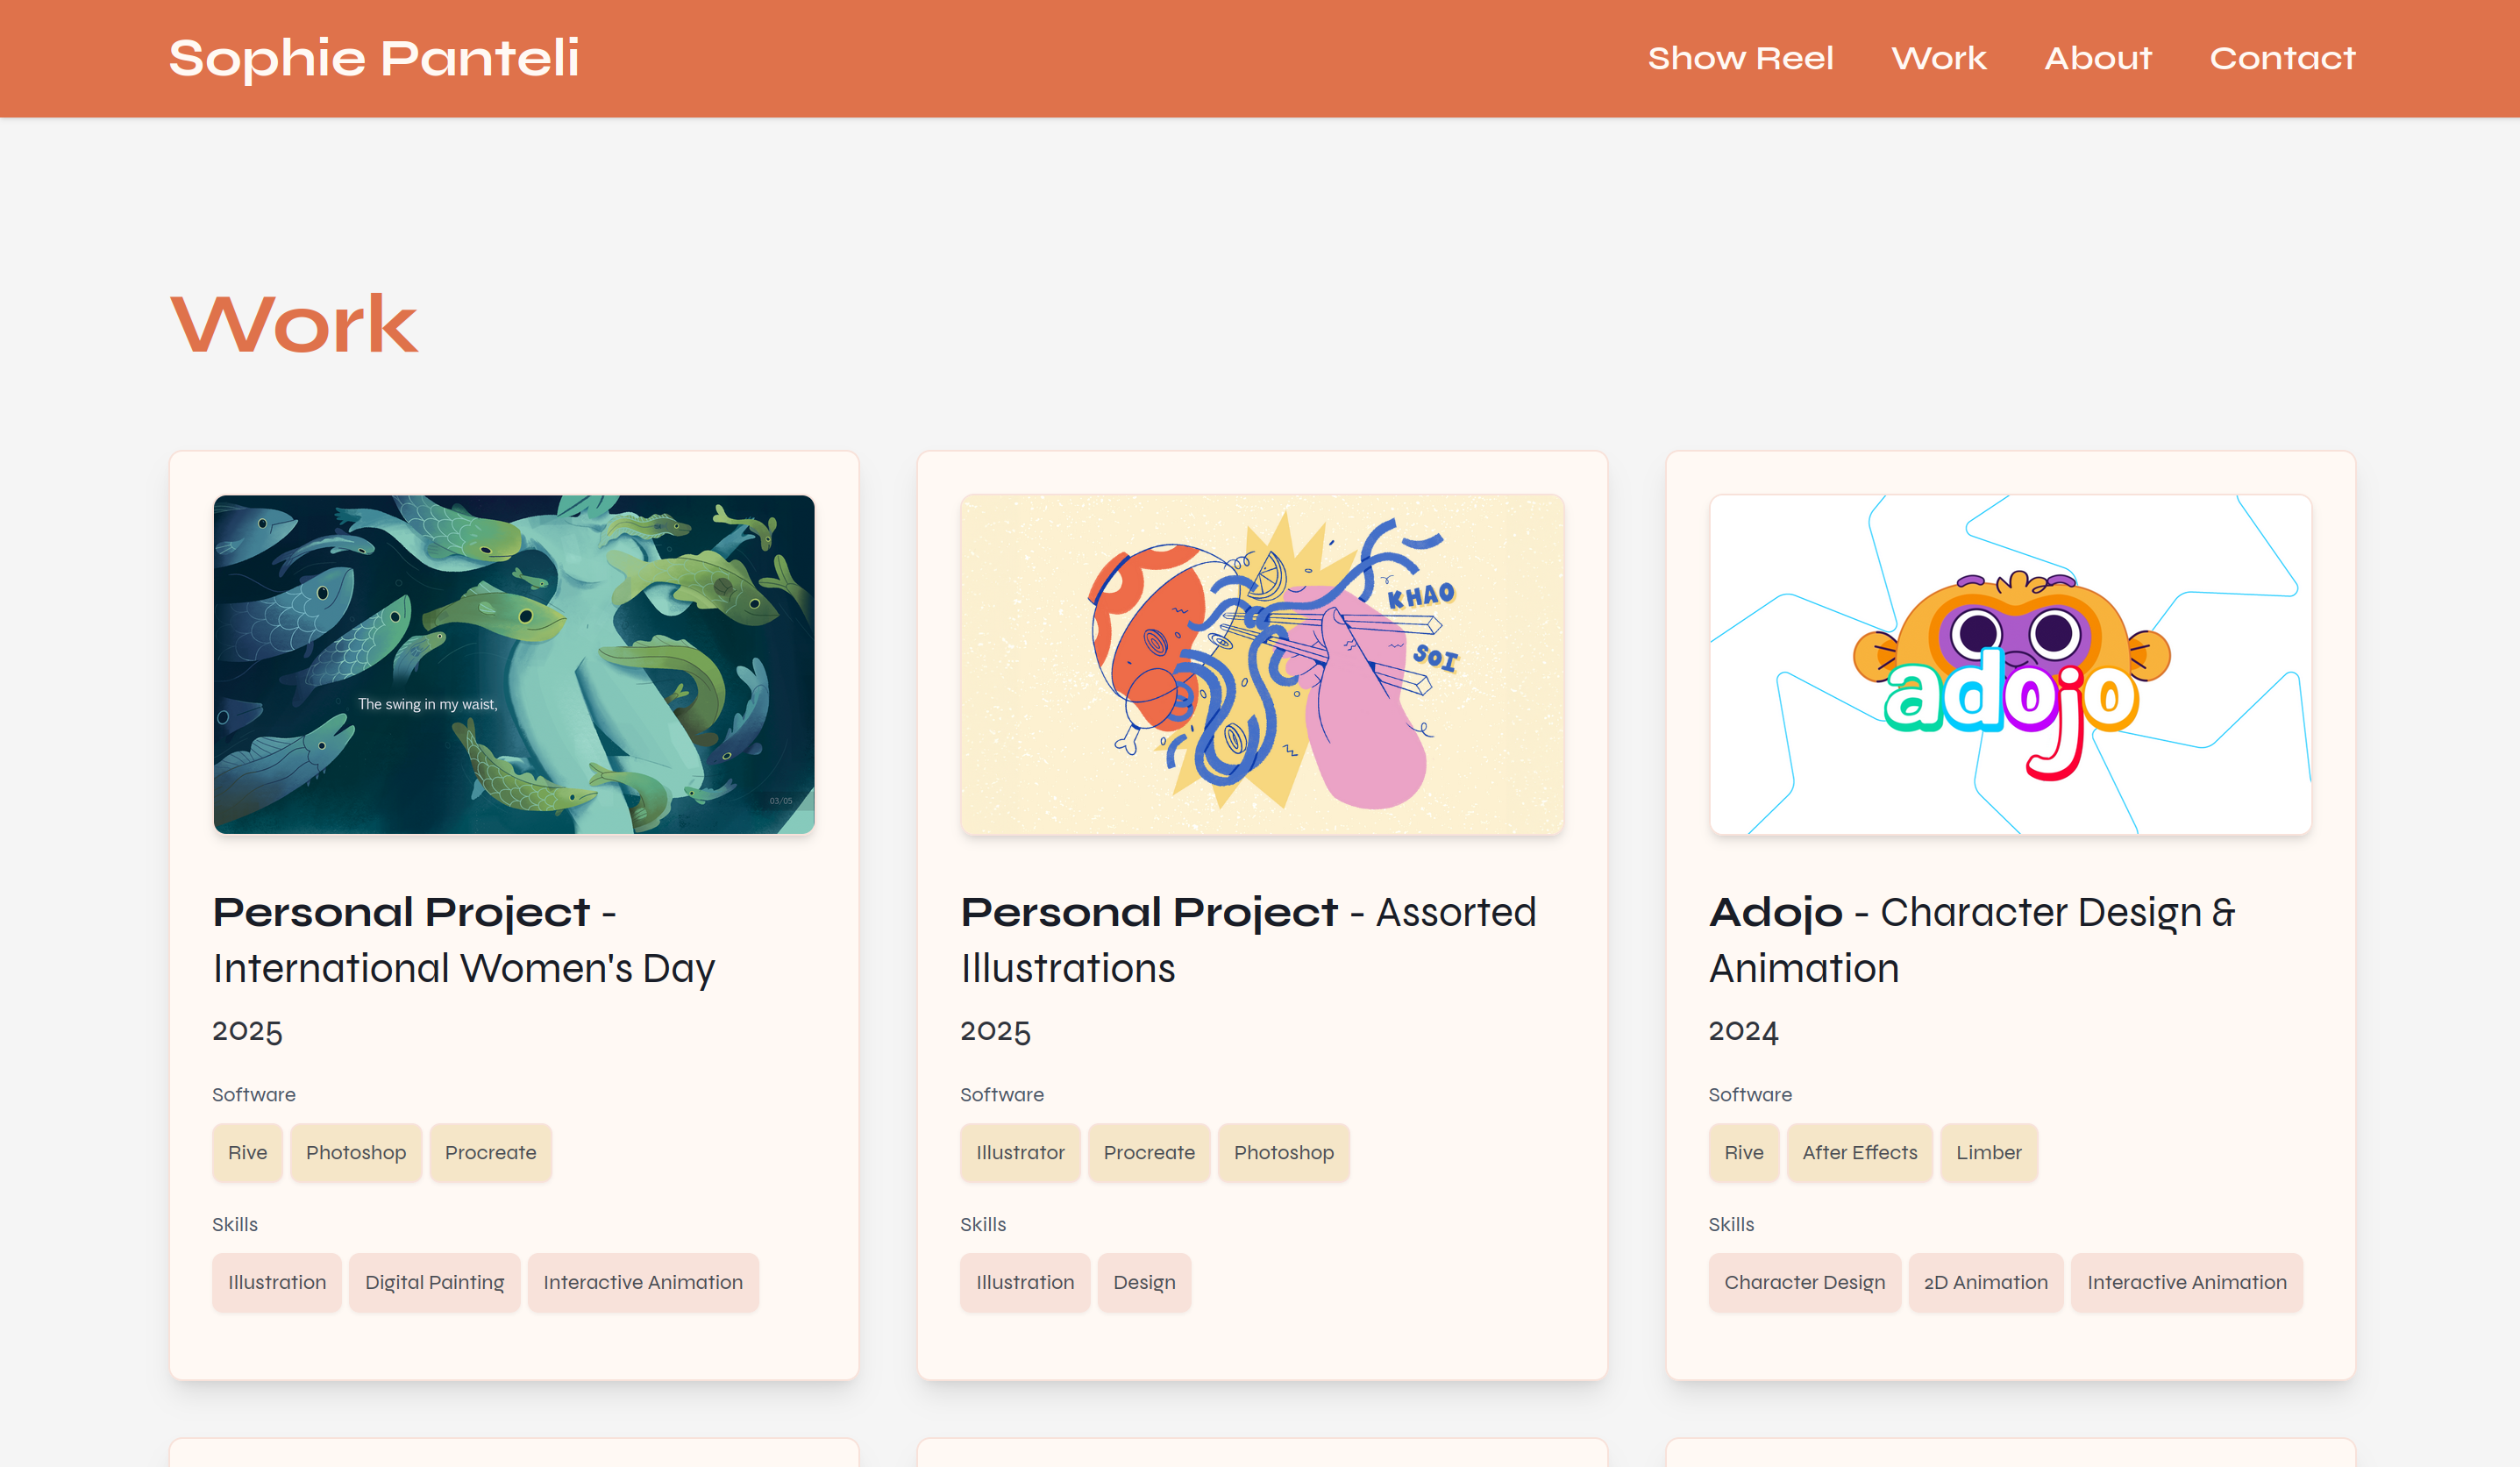 Sophie Panteli
Show Reel
Work
About
Contact
Work
The swing in my waist,
03/05
Personal Project -
International Women's Day
2025
Software
Rive
Photoshop
Procreate
Skills
Illustration
Digital Painting
Interactive Animation
KHAO
SOI
Personal Project - Assorted
Illustrations
2025
Software
Illustrator
Procreate
Photoshop
Skills
Illustration
Design
adojo
Adojo - Character Design &
Animation
2024
Software
Rive
After Effects
Limber
Skills
Character Design
2D Animation
Interactive Animation